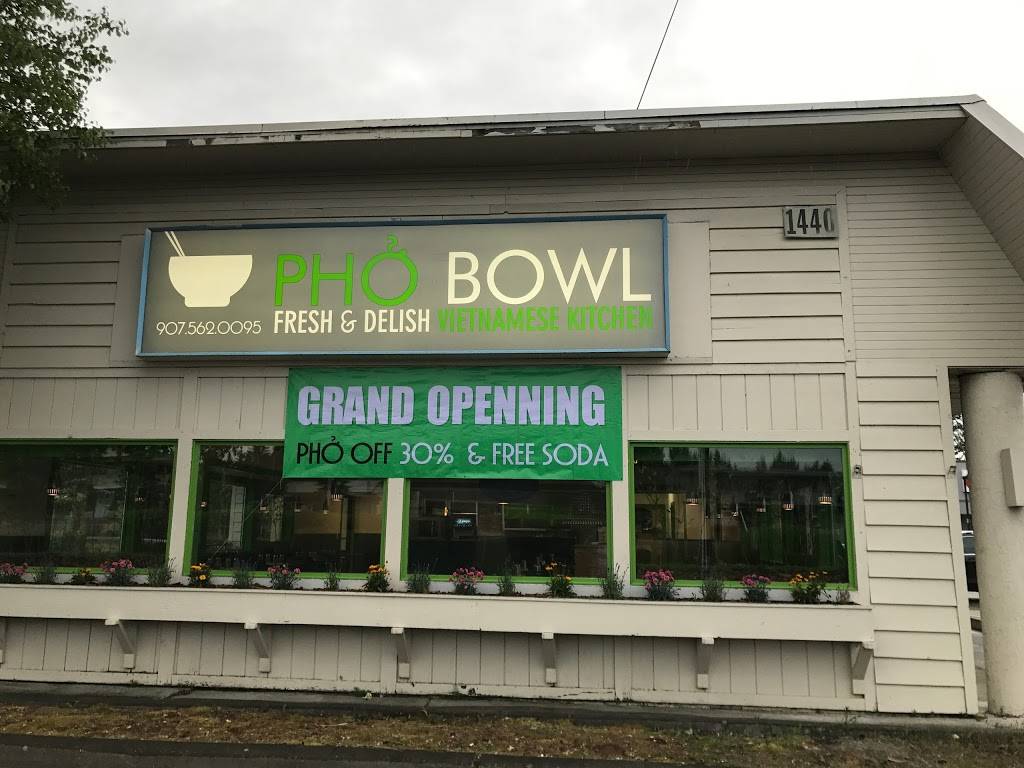 1440
PHỞ BOWL
907.562.0095 FRESH & DELISH VIETNAMESE KITCHEN
GRAND OPENNING
PHỞ OFF 30% & FREE SODA